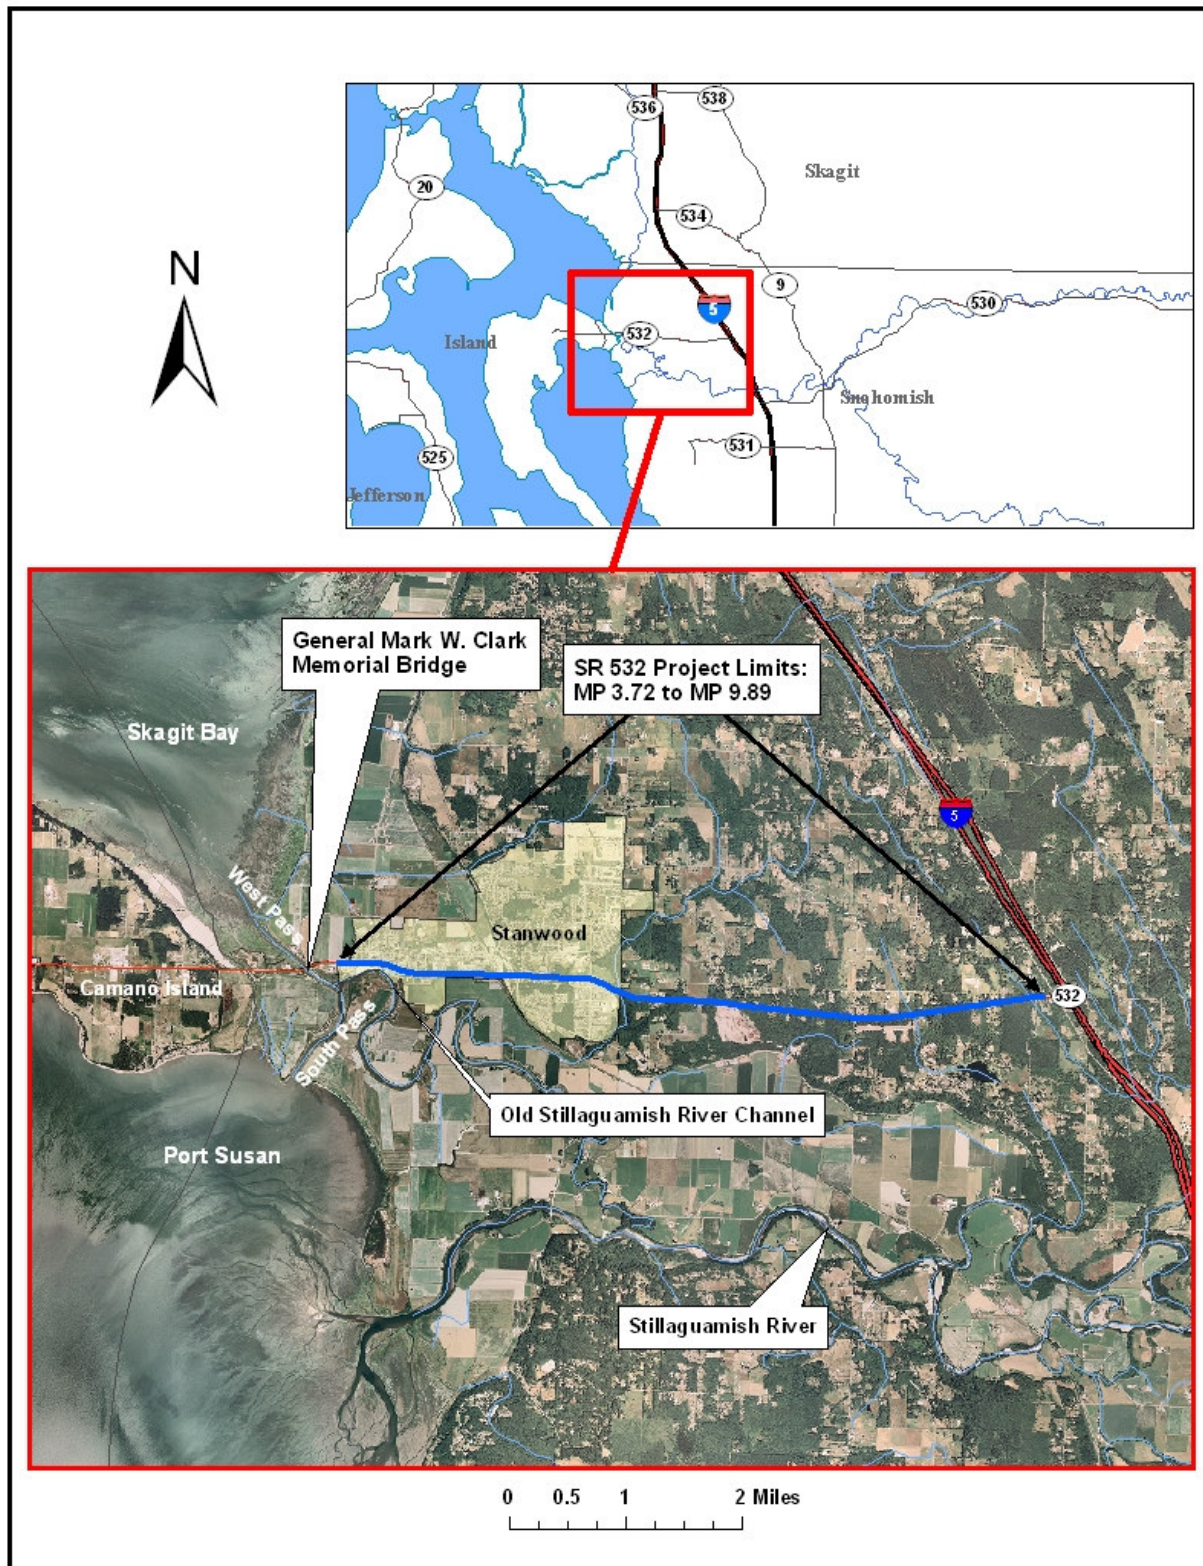 N
536
538
20
Skagit
534
9
530
5
Island
532
Snohomish
531
525
Jefferson
General Mark W. Clark
Memorial Bridge
SR 532 Project Limits:
MP 3.72 to MP 9.89
Skagit Bay
5
West Pass
Stanwood
Camano Island
532
South Pass
Old Stillaguamish River Channel
Port Susan
Stillaguamish River
0 0.5 1 2 Miles